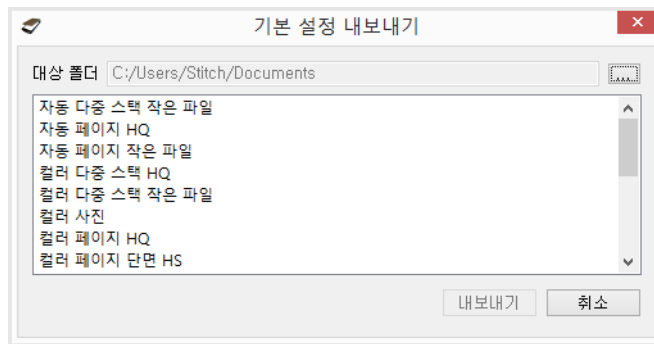 기본 설정 내보내기
대상 폴더 C:/Users/Stitch/Documents ...
자동 다중 스택 작은 파일
자동 페이지 HQ
자동 페이지 작은 파일
컬러 다중 스택 HQ
컬러 다중 스택 작은 파일
컬러 사진
컬러 페이지 HQ
컬러 페이지 단면 HS
내보내기 취소